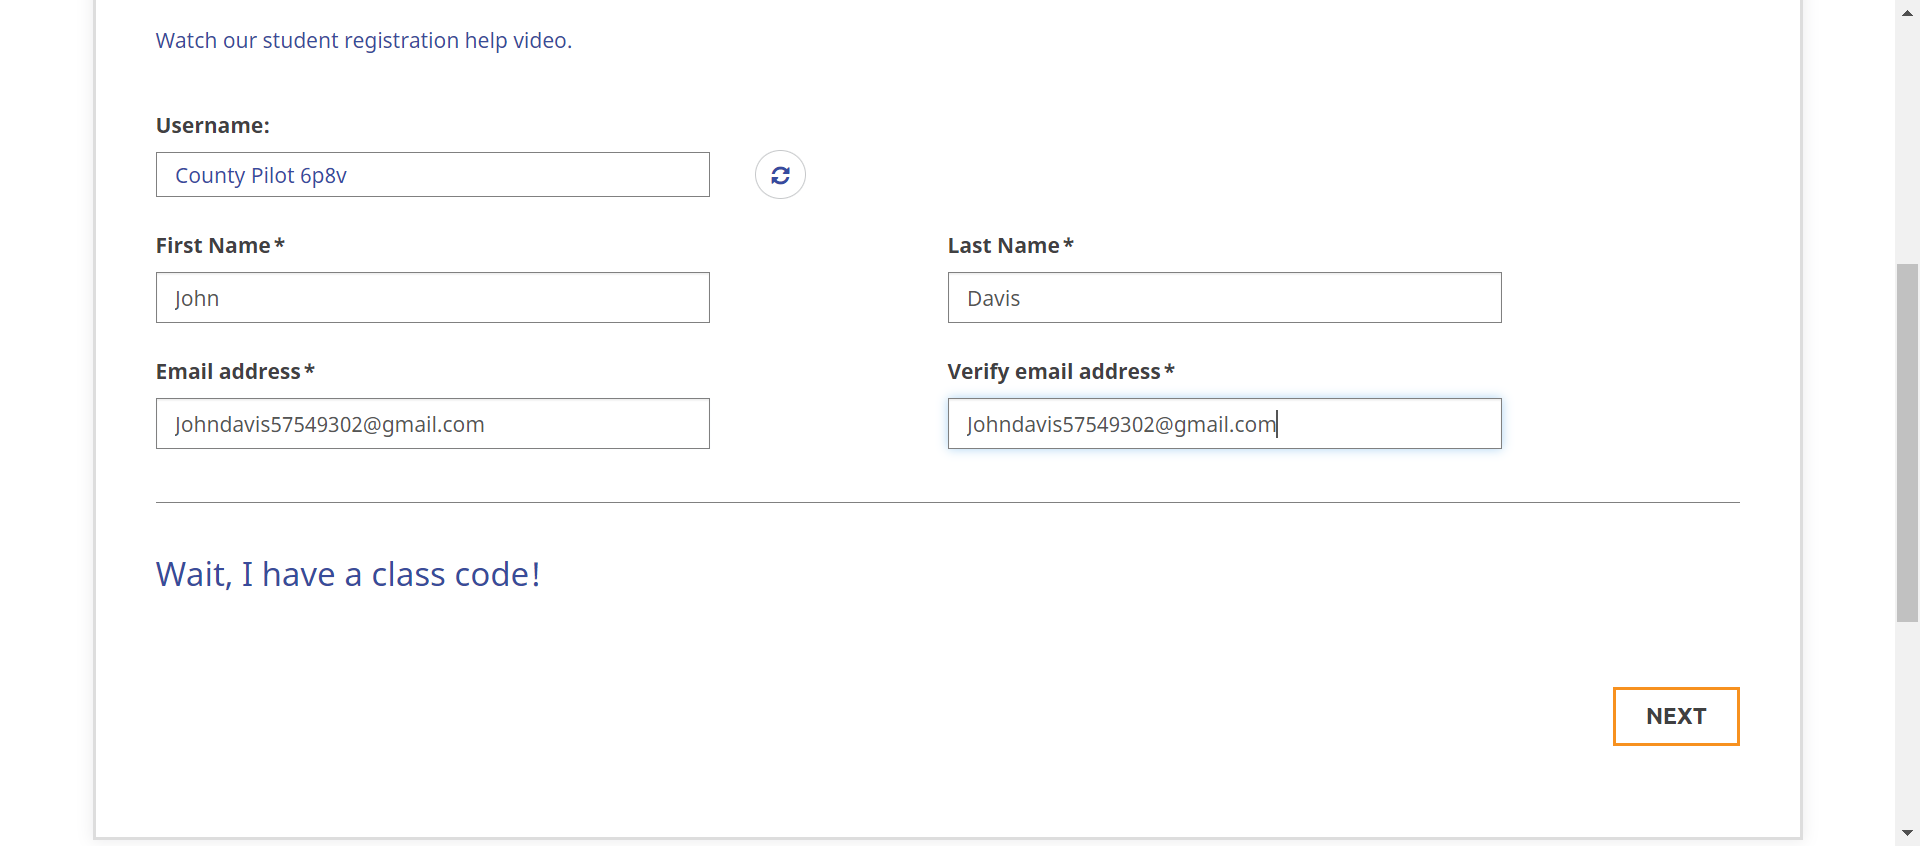 Watch our student registration help video.
Username:
County Pilot 6p8v
First Name*
Last Name*
John
Davis
Email address*
Verify email address*
Johndavis57549302@gmail.com
Johndavis57549302@gmail.com
Wait, I have a class code!
NEXT